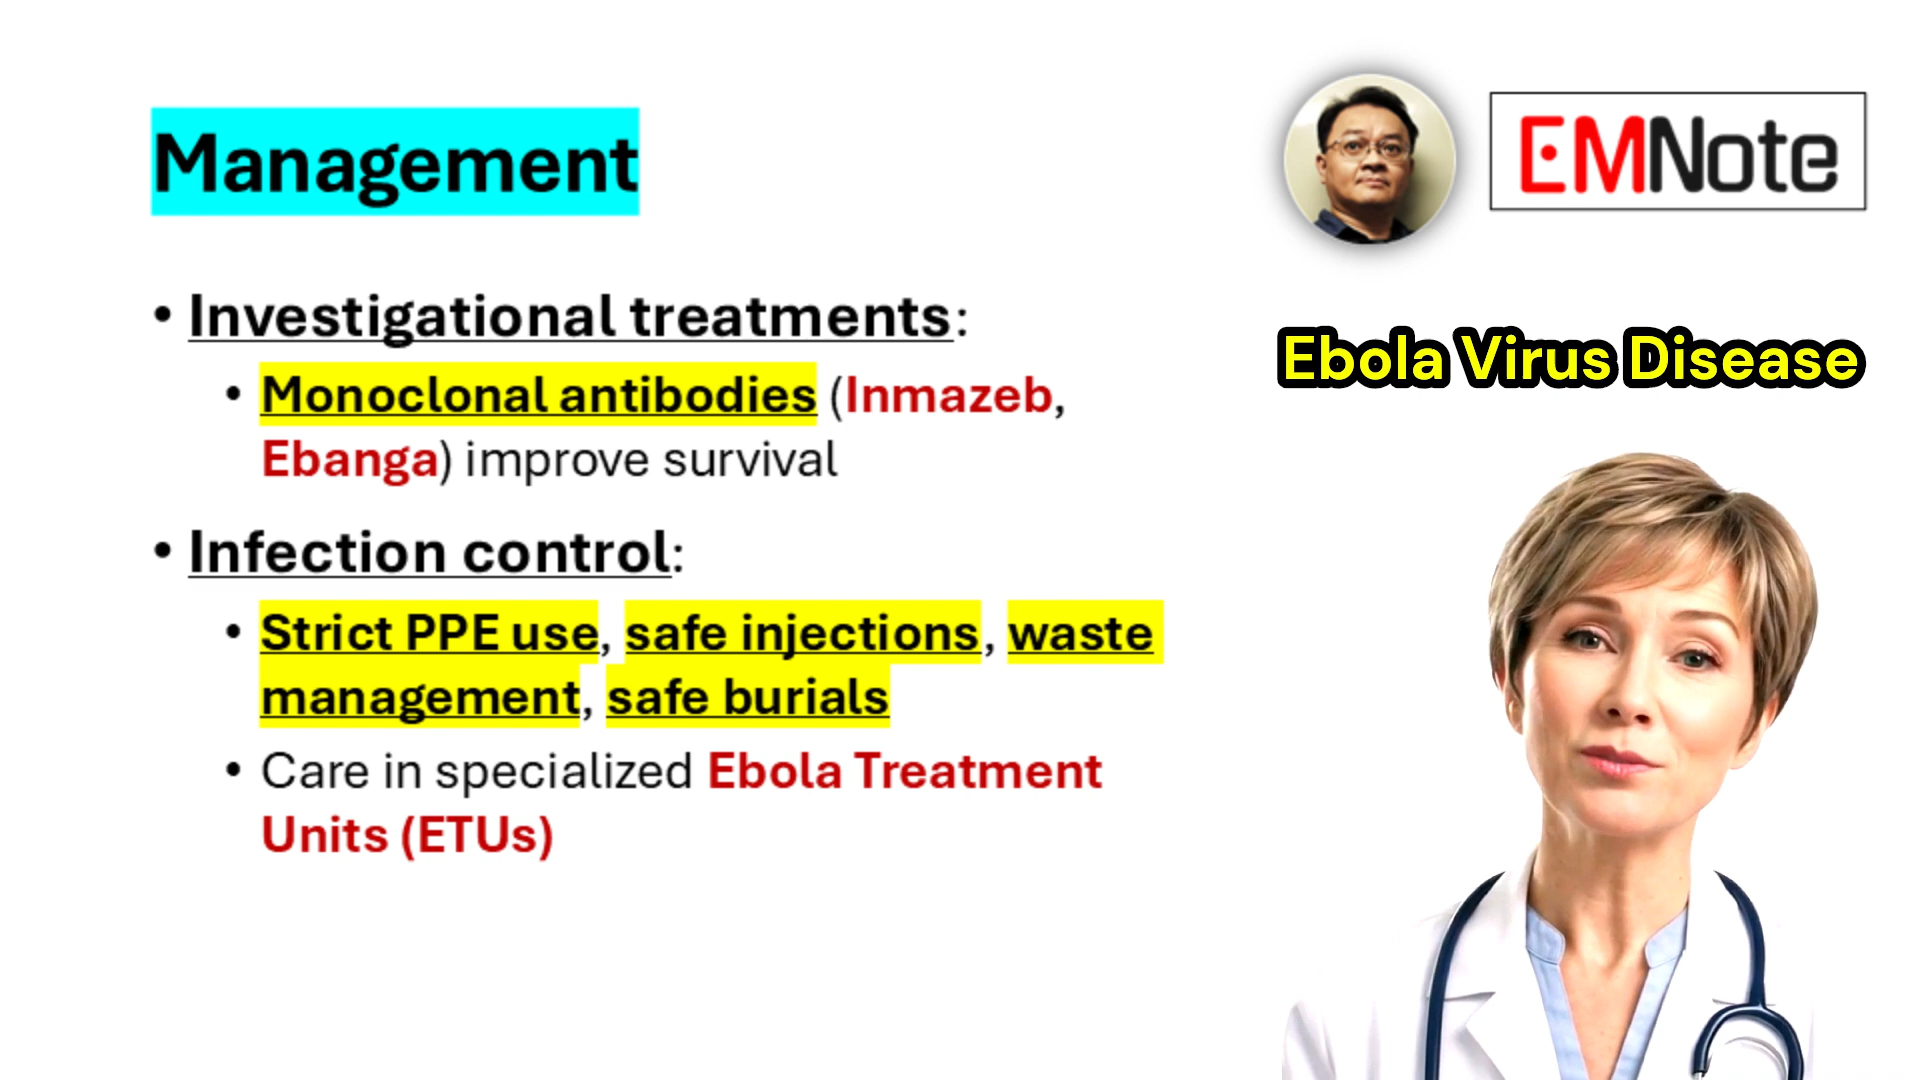 Management
• Investigational treatments:
• Monoclonal antibodies (Inmazeb,
Ebanga) improve survival
• Infection control:
• Strict PPE use, safe injections, waste
management, safe burials
• Care in specialized Ebola Treatment
Units (ETUs)
EMNote
Ebola Virus Disease